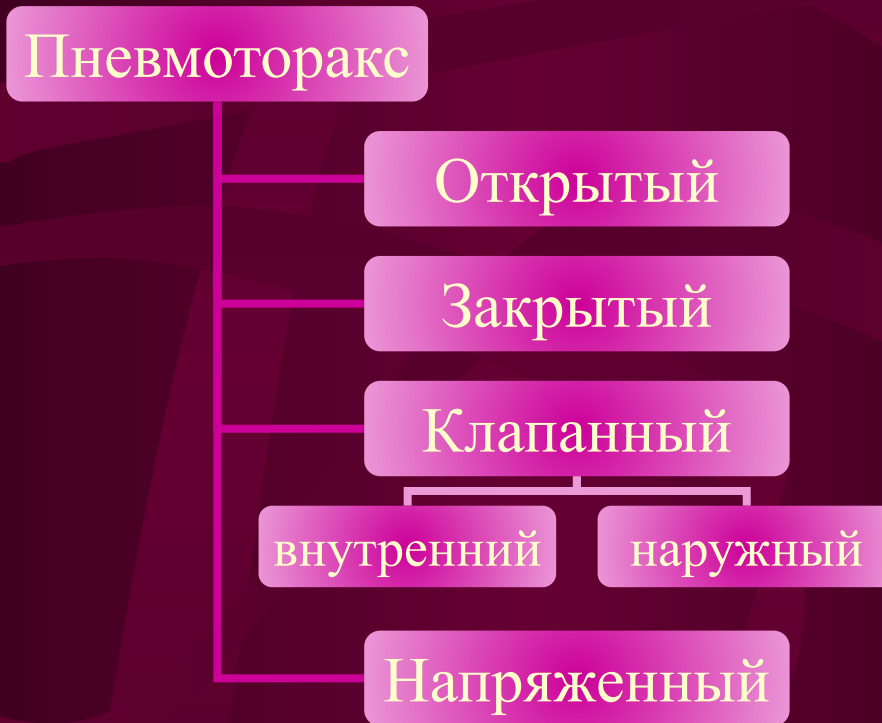 Пневмоторакс
Открытый
Закрытый
Клапанный
внутренний наружный
Напряженный